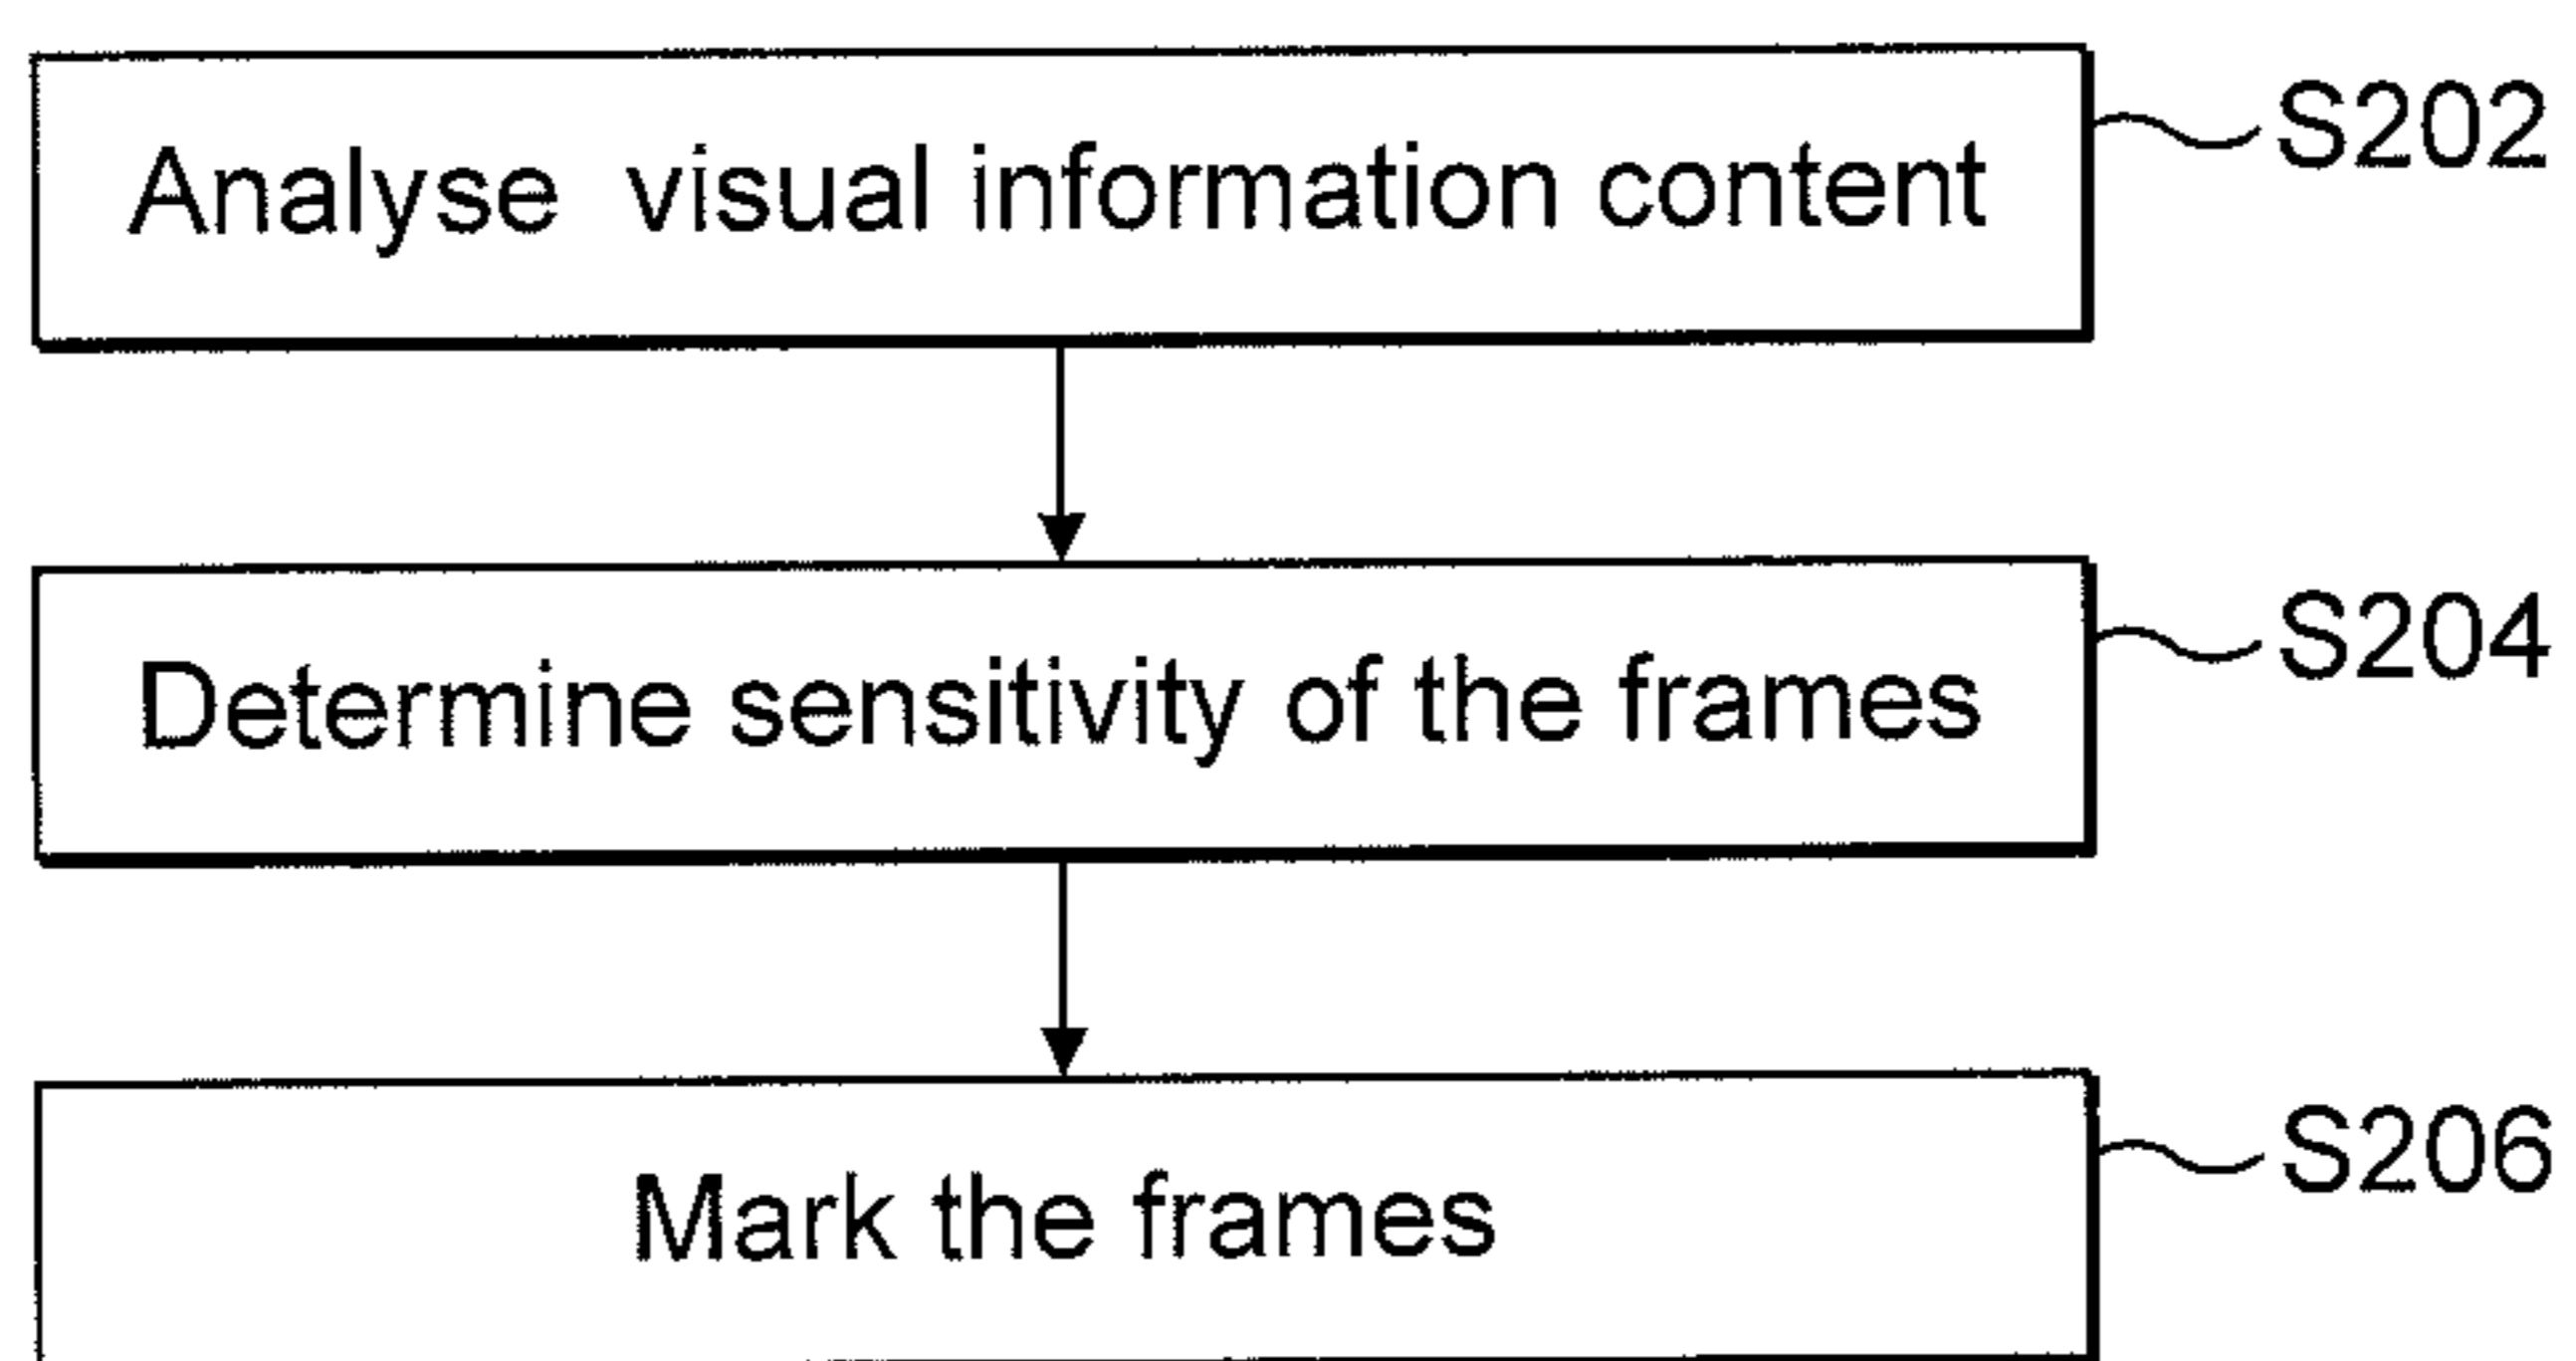 Analyse visual information content S202
Determine sensitivity of the frames S204
Mark the frames S206